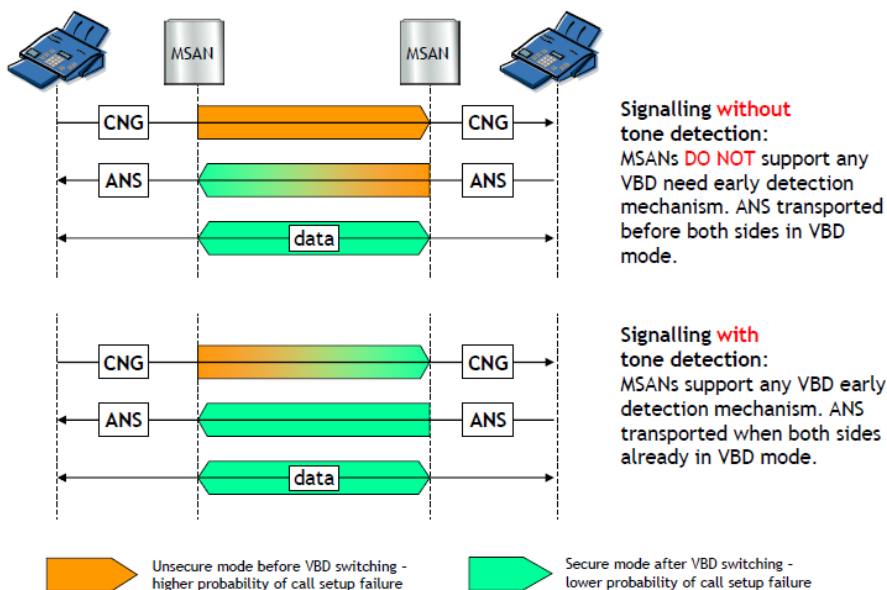 MSAN
MSAN
CNG
CNG
ANS
ANS
data
Signalling without
tone detection:
MSANs DO NOT support any
VBD need early detection
mechanism. ANS transported
before both sides in VBD
mode.
CNG
CNG
ANS
ANS
data
Signalling with
tone detection:
MSANs support any VBD early
detection mechanism. ANS
transported when both sides
already in VBD mode.
Unsecure mode before VBD switching -
higher probability of call setup failure
Secure mode after VBD switching -
lower probability of call setup failure